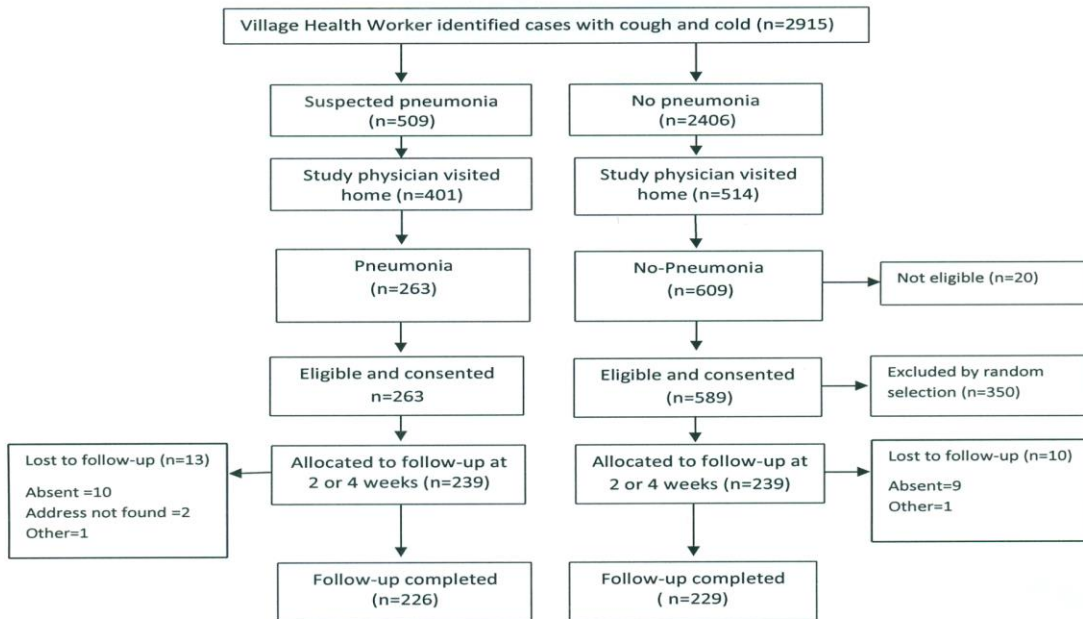 Village Health Worker identified cases with cough and cold (n=2915)
Suspected pneumonia
(n=509)
No pneumonia
(n=2406)
Study physician visited
home (n=401)
Study physician visited
home (n=514)
Pneumonia
(n=263)
No-Pneumonia
(n=609)
Not eligible (n=20)
Eligible and consented
n=263
Eligible and consented
(n=589)
Excluded by random
selection (n=350)
Lost to follow-up (n=13)
Absent =10
Address not found =2
Other=1
Allocated to follow-up at
2 or 4 weeks (n=239)
Allocated to follow-up at
2 or 4 weeks (n=239)
Lost to follow-up (n=10)
Absent=9
Other=1
Follow-up completed
(n=226)
Follow-up completed
( n=229)